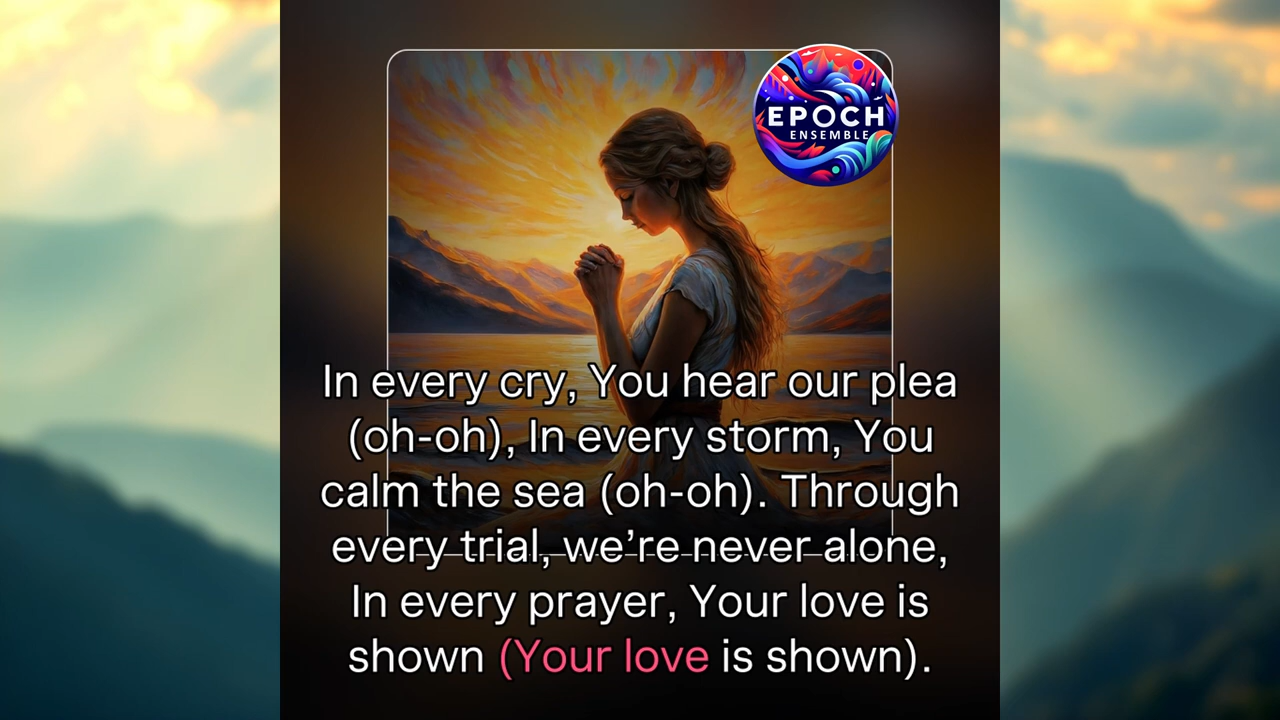 EPOCH
ENSEMBLE
In every cry, You hear our plea
(oh-oh), In every storm, You
calm the sea (oh-oh). Through
every trial, we’re never alone,
In every prayer, Your love is
shown (Your love is shown).